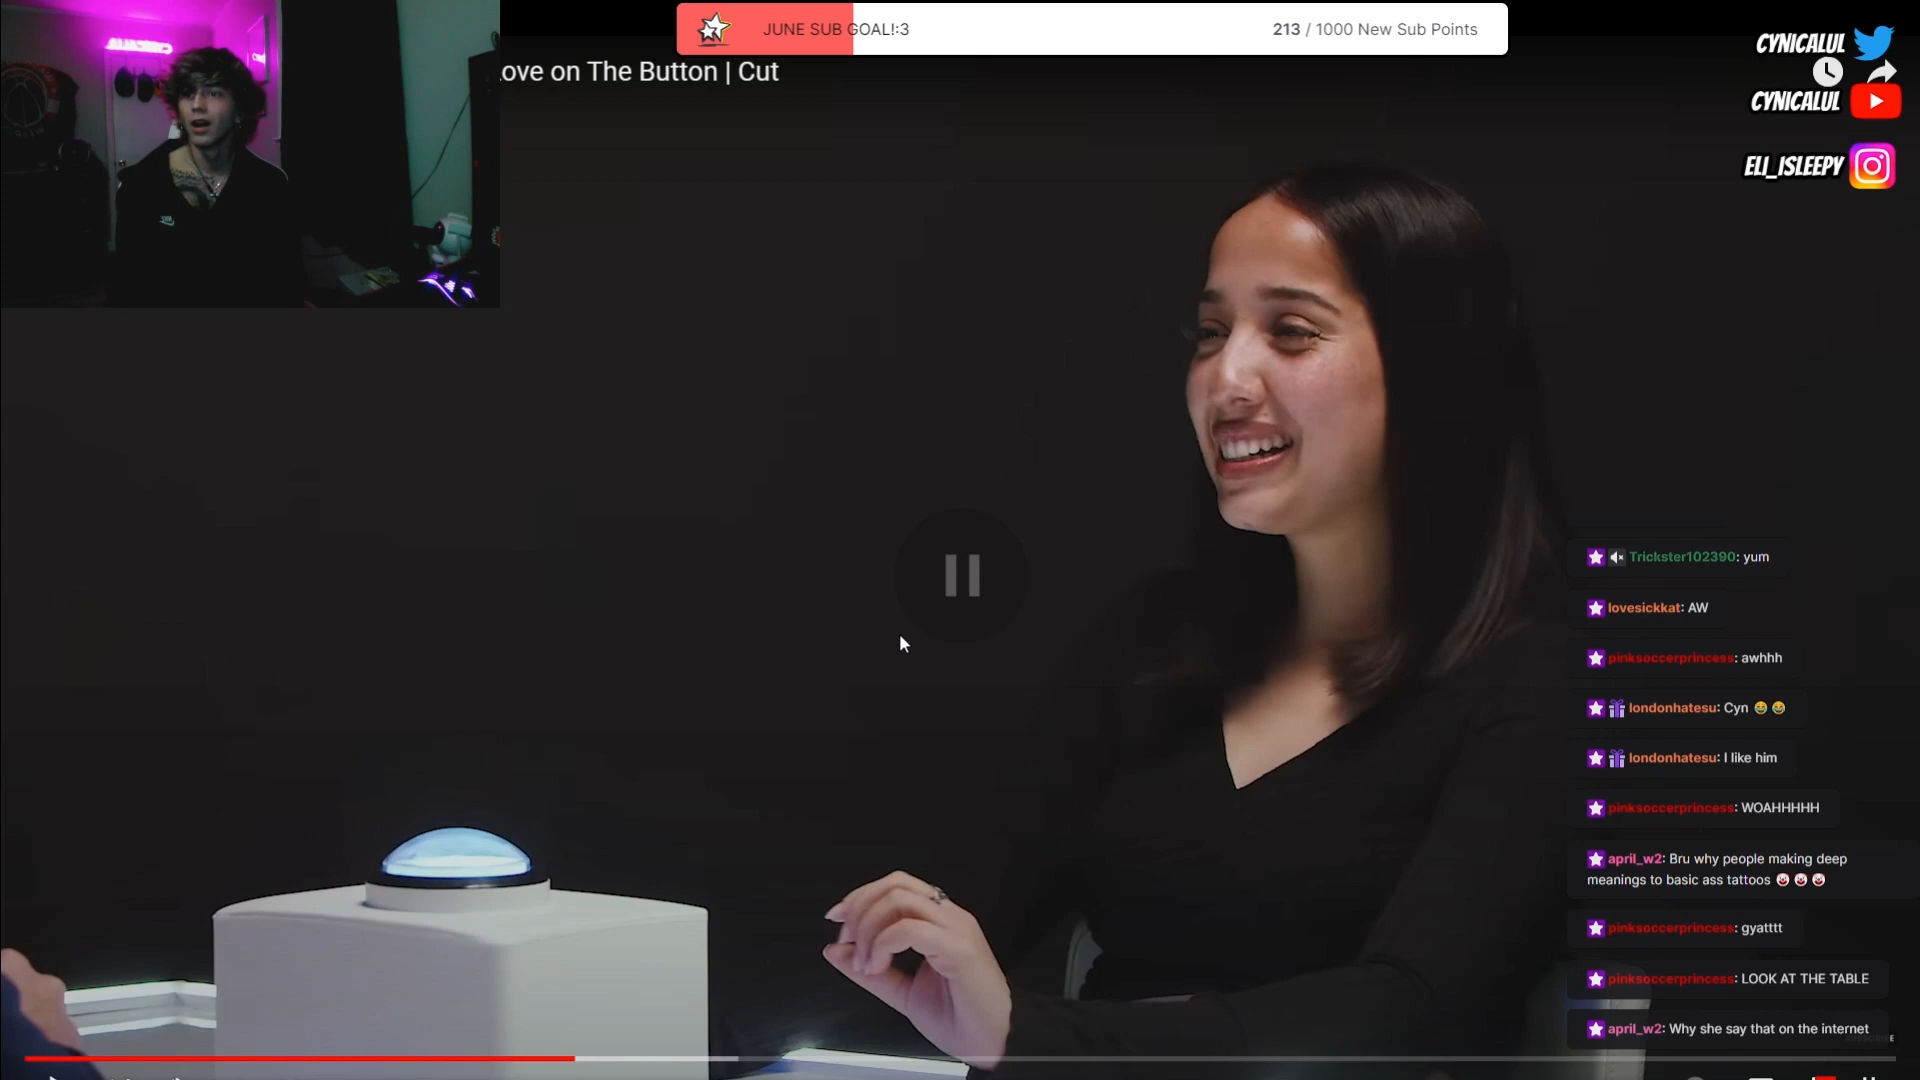 JUNE SUB GOAL!:3
213 / 1000 New Sub Points
ove on The Button | Cut
CYNICALUL
CYNICALUL
ELI_ISLEEPY
Trickster102390: yum
lovesickkat: AW
pinksoccerprincess: awhhh
londonhatesu: Cyn 😂 😂
londonhatesu: I like him
pinksoccerprincess: WOAHHHHH
april_w2: Bru why people making deep
meanings to basic ass tattoos 🤡 🤡 🤡
pinksoccerprincess: gyatttt
pinksoccerprincess: LOOK AT THE TABLE
april_w2: Why she say that on the internet